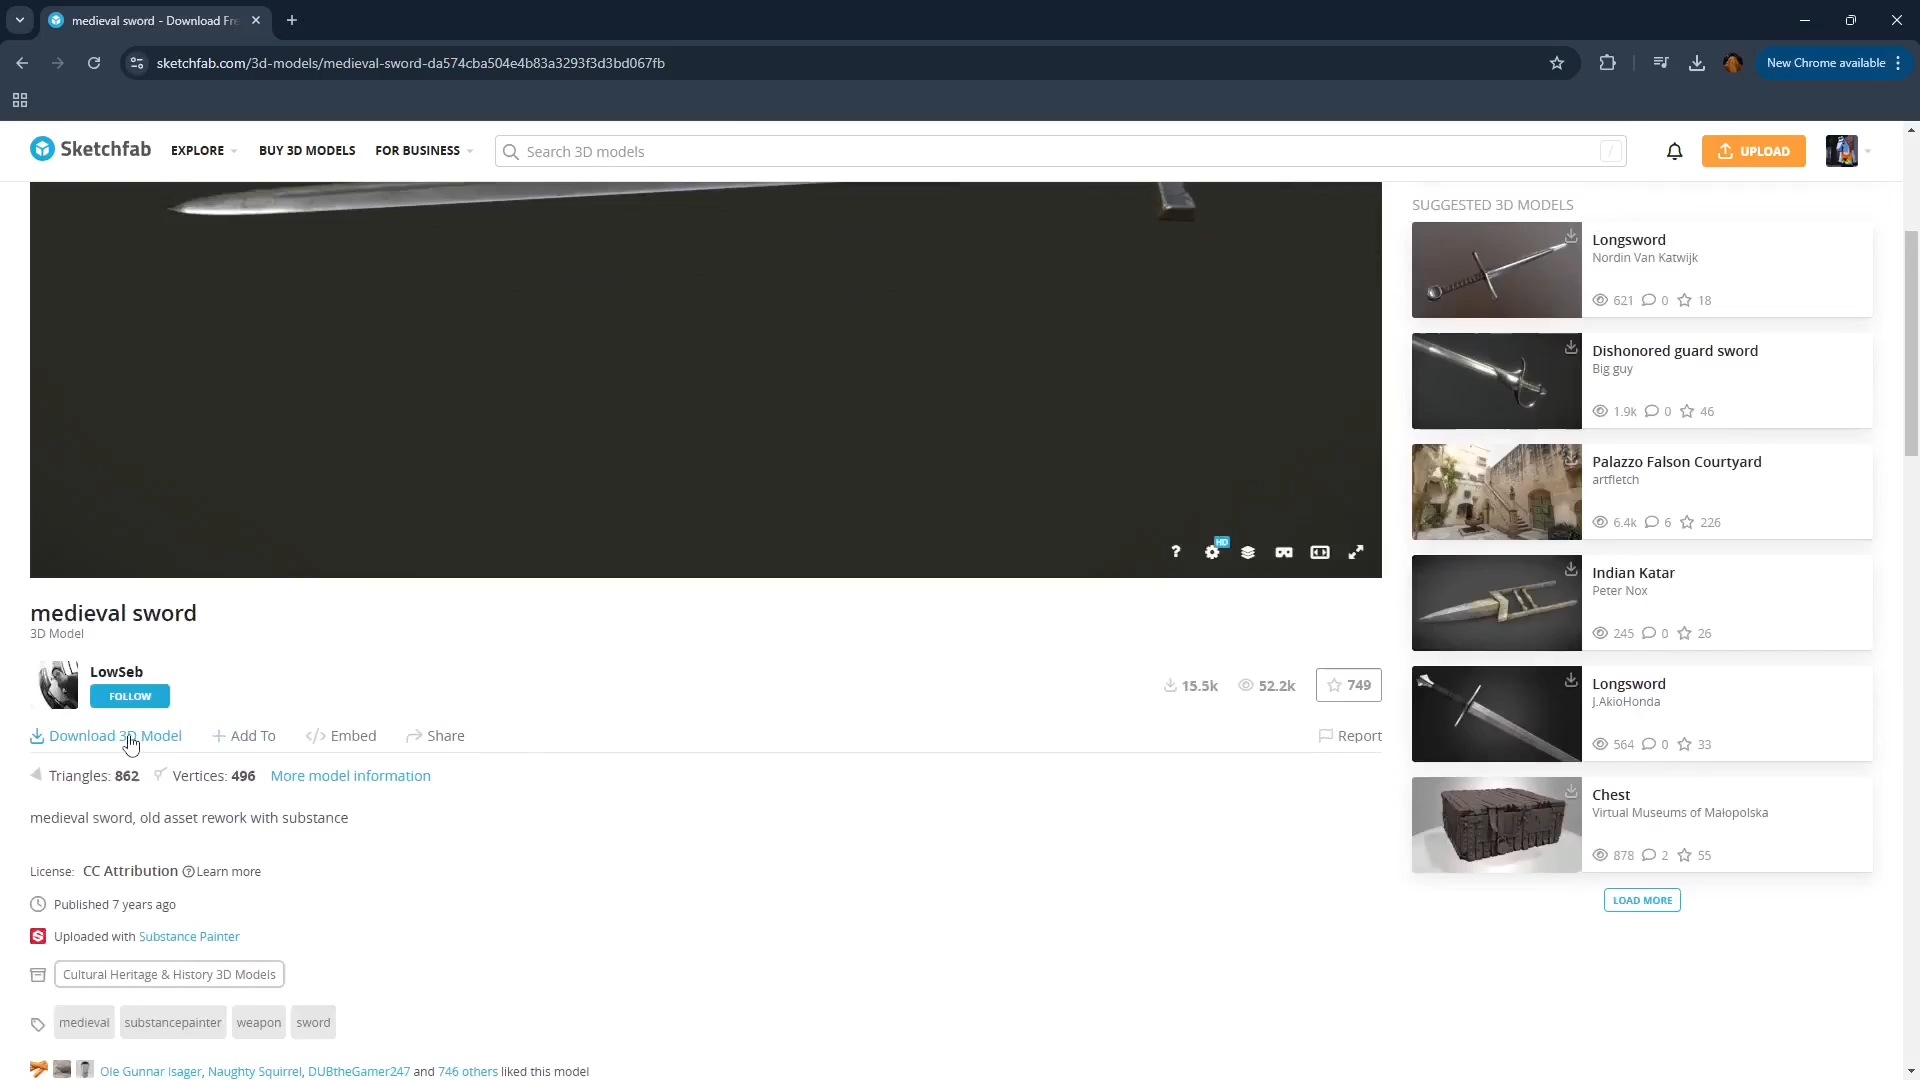 medieval sword - Download Fre
sketchfab.com/3d-models/medieval-sword-da574cba504e4b83a3293f3d3bd067fb
New Chrome available
Sketchfab
EXPLORE
BUY 3D MODELS
FOR BUSINESS
Search 3D models
/
UPLOAD
SUGGESTED 3D MODELS
Longsword
Nordin Van Katwijk
621 0 18
Dishonored guard sword
Big guy
1.9k 0 46
Palazzo Falson Courtyard
artfletch
6.4k 6 226
Indian Katar
Peter Nox
245 0 26
Longsword
J.AkioHonda
564 0 33
Chest
Virtual Museums of Małopolska
878 2 55
LOAD MORE
? HD
medieval sword
3D Model
LowSeb
FOLLOW
15.5k 52.2k 749
Download 3D Model + Add To </> Embed Share Report
Triangles: 862 Vertices: 496 More model information
medieval sword, old asset rework with substance
License: CC Attribution ? Learn more
Published 7 years ago
Uploaded with Substance Painter
Cultural Heritage & History 3D Models
medieval substancepainter weapon sword
Ole Gunnar Isager, Naughty Squirrel, DUBtheGamer247 and 746 others liked this model